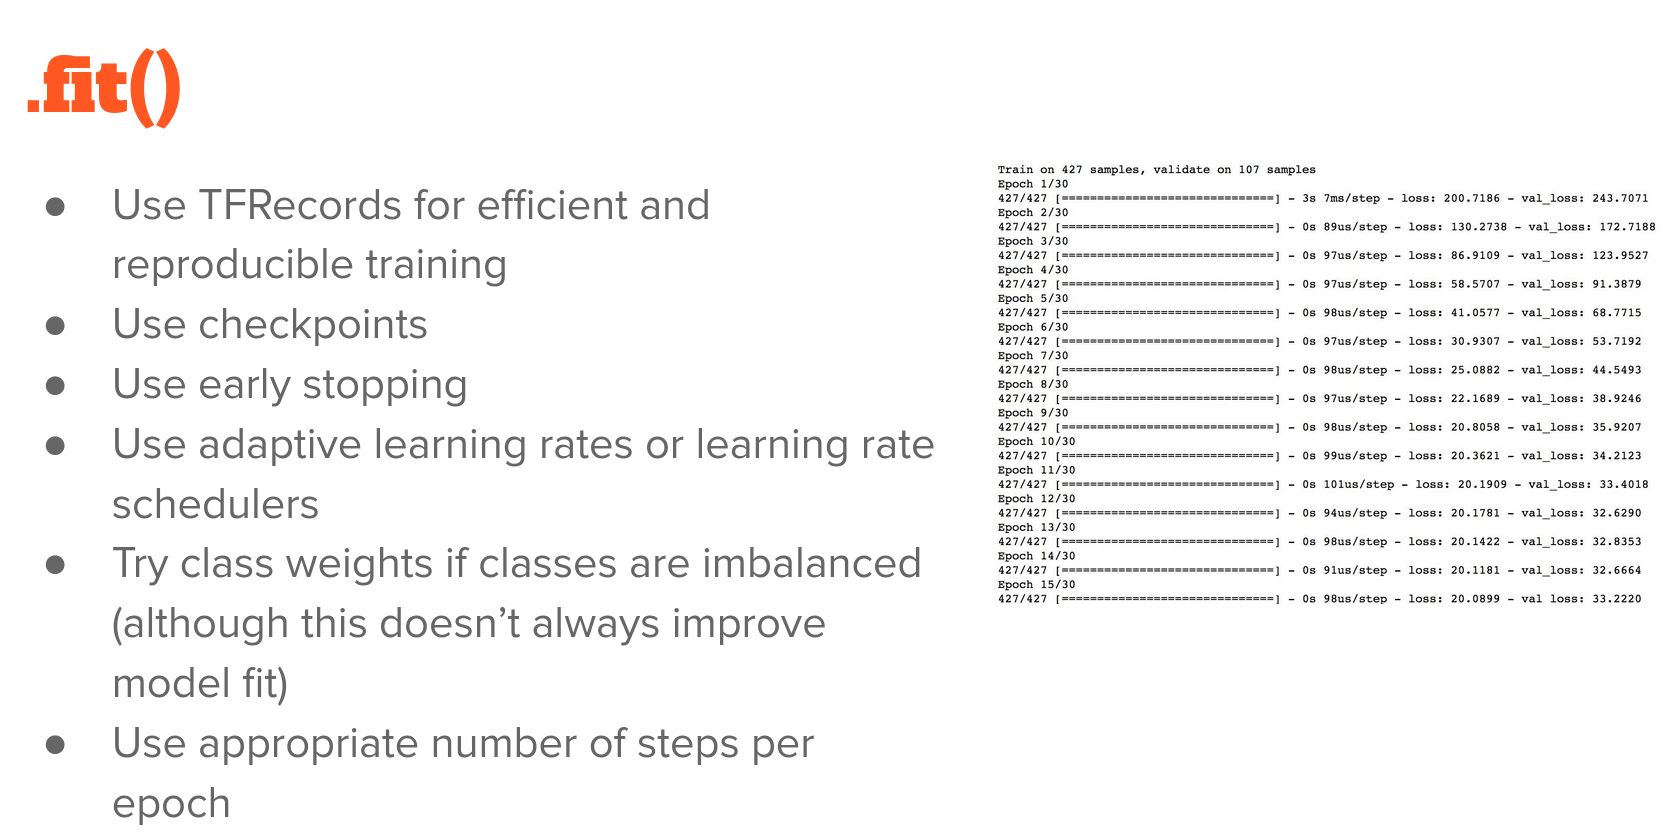 .fit()
● Use TFRecords for efficient and
reproducible training
● Use checkpoints
● Use early stopping
● Use adaptive learning rates or learning rate
schedulers
● Try class weights if classes are imbalanced
(although this doesn’t always improve
model fit)
● Use appropriate number of steps per
epoch
Train on 427 samples, validate on 107 samples
Epoch 1/30
427/427 [==============================] - 3s 7ms/step - loss: 200.7186 - val_loss: 243.7071
Epoch 2/30
427/427 [==============================] - 0s 89us/step - loss: 130.2738 - val_loss: 172.7188
Epoch 3/30
427/427 [==============================] - 0s 97us/step - loss: 86.9109 - val_loss: 123.9527
Epoch 4/30
427/427 [==============================] - 0s 97us/step - loss: 58.5707 - val_loss: 91.3879
Epoch 5/30
427/427 [==============================] - 0s 98us/step - loss: 41.0577 - val_loss: 68.7715
Epoch 6/30
427/427 [==============================] - 0s 97us/step - loss: 30.9307 - val_loss: 53.7192
Epoch 7/30
427/427 [==============================] - 0s 98us/step - loss: 25.0882 - val_loss: 44.5493
Epoch 8/30
427/427 [==============================] - 0s 97us/step - loss: 22.1689 - val_loss: 38.9246
Epoch 9/30
427/427 [==============================] - 0s 98us/step - loss: 20.8058 - val_loss: 35.9207
Epoch 10/30
427/427 [==============================] - 0s 99us/step - loss: 20.3621 - val_loss: 34.2123
Epoch 11/30
427/427 [==============================] - 0s 101us/step - loss: 20.1909 - val_loss: 33.4018
Epoch 12/30
427/427 [==============================] - 0s 94us/step - loss: 20.1781 - val_loss: 32.6290
Epoch 13/30
427/427 [==============================] - 0s 98us/step - loss: 20.1422 - val_loss: 32.8353
Epoch 14/30
427/427 [==============================] - 0s 91us/step - loss: 20.1181 - val_loss: 32.6664
Epoch 15/30
427/427 [==============================] - 0s 98us/step - loss: 20.0899 - val loss: 33.2220